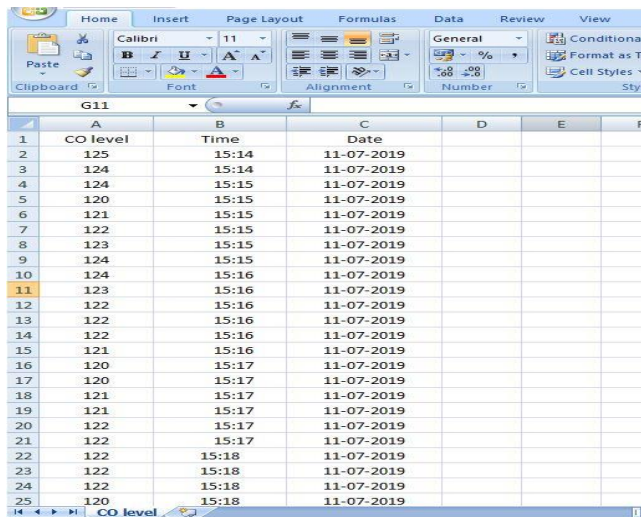 Home Insert Page Layout Formulas Data Review View
Calibri 11 General Conditiona
Paste B I U A A % , Format as T
A .00 .0 Cell Styles
Clipboard Font Alignment Number Sty
G11 fx
A B C D E F
1 CO level Time Date
2 125 15:14 11-07-2019
3 124 15:14 11-07-2019
4 124 15:15 11-07-2019
5 120 15:15 11-07-2019
6 121 15:15 11-07-2019
7 122 15:15 11-07-2019
8 123 15:15 11-07-2019
9 124 15:15 11-07-2019
10 124 15:16 11-07-2019
11 123 15:16 11-07-2019
12 122 15:16 11-07-2019
13 122 15:16 11-07-2019
14 122 15:16 11-07-2019
15 121 15:16 11-07-2019
16 120 15:17 11-07-2019
17 120 15:17 11-07-2019
18 121 15:17 11-07-2019
19 121 15:17 11-07-2019
20 122 15:17 11-07-2019
21 122 15:17 11-07-2019
22 122 15:18 11-07-2019
23 122 15:18 11-07-2019
24 122 15:18 11-07-2019
25 120 15:18 11-07-2019
CO level